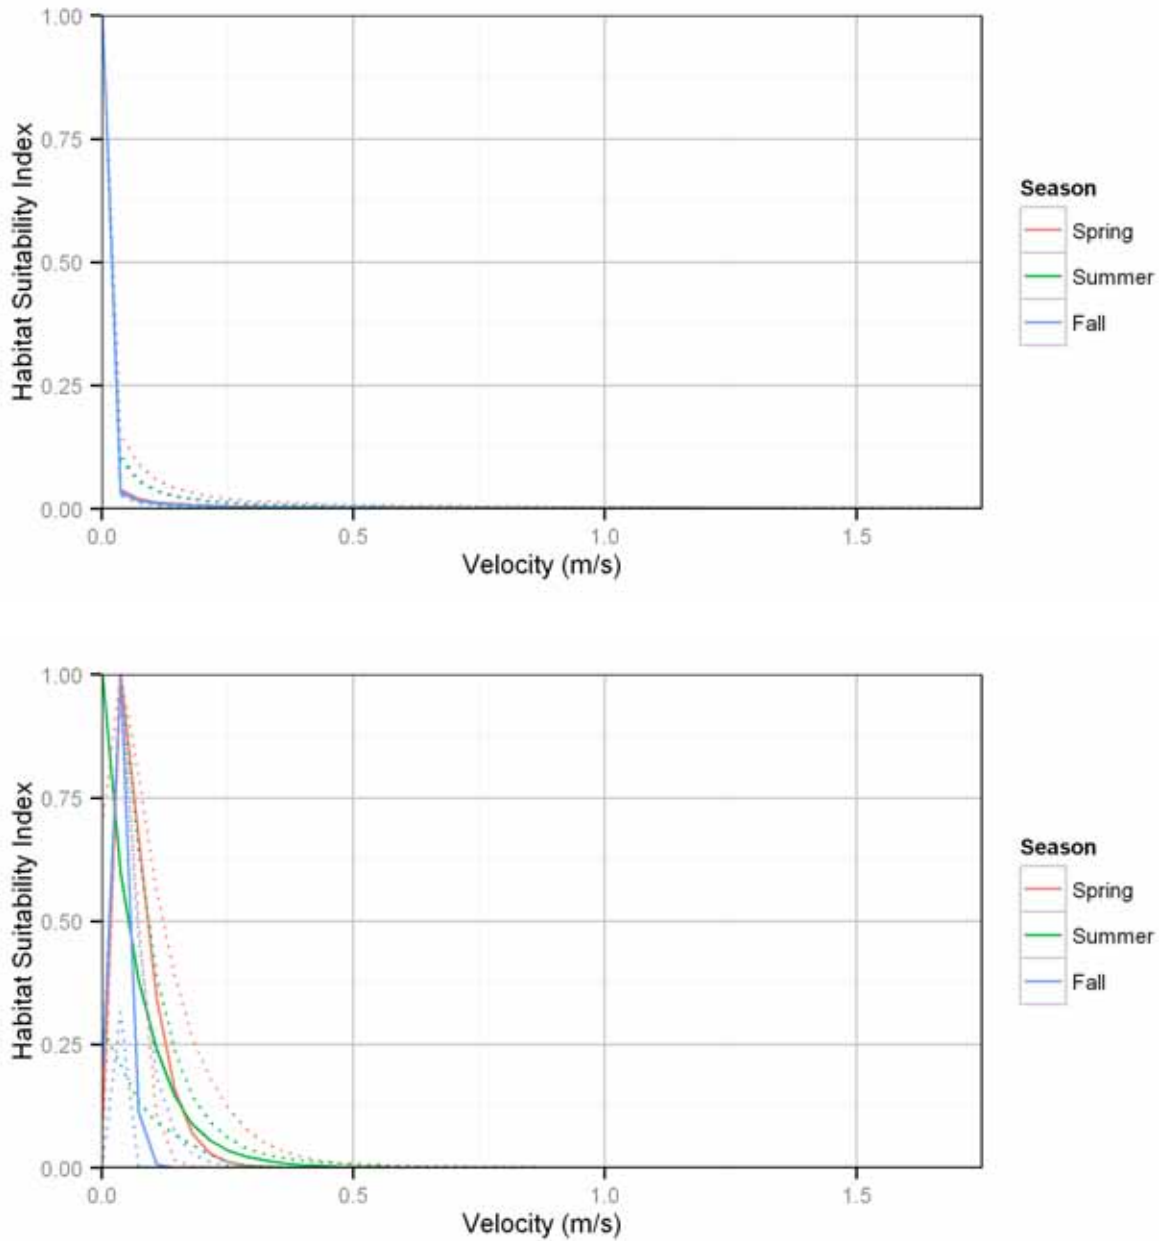 1.00
0.75
0.50
0.25
0.00
Habitat Suitability Index
0.0 0.5 1.0 1.5
Velocity (m/s)
Season
Spring
Summer
Fall
1.00
0.75
0.50
0.25
0.00
Habitat Suitability Index
0.0 0.5 1.0 1.5
Velocity (m/s)
Season
Spring
Summer
Fall